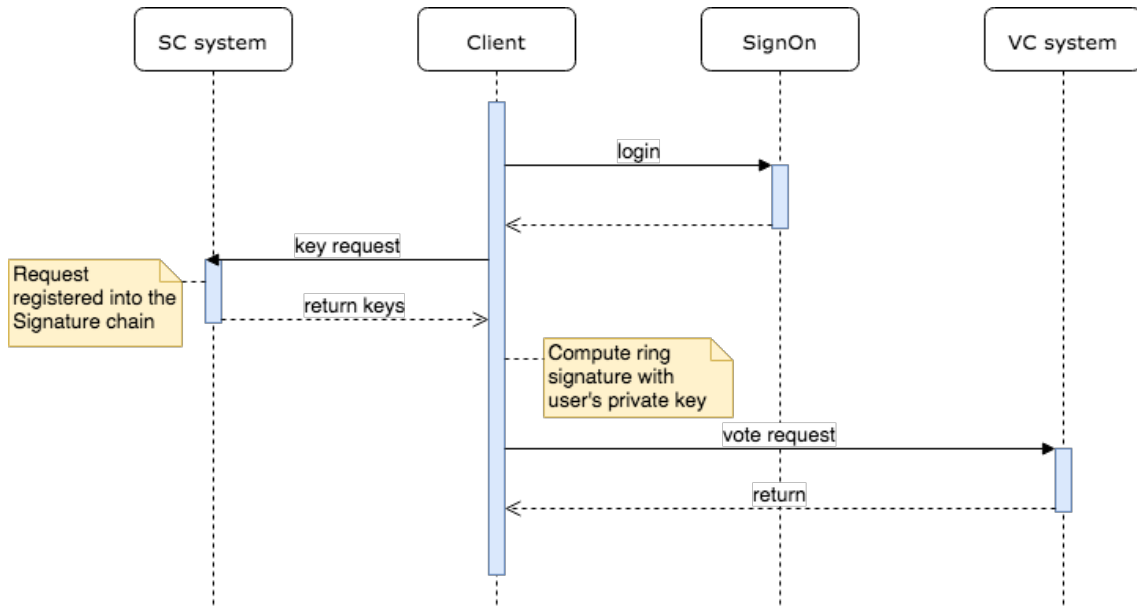 SC system
Client
SignOn
VC system
login
key request
Request
registered into the
Signature chain
return keys
Compute ring
signature with
user's private key
vote request
return